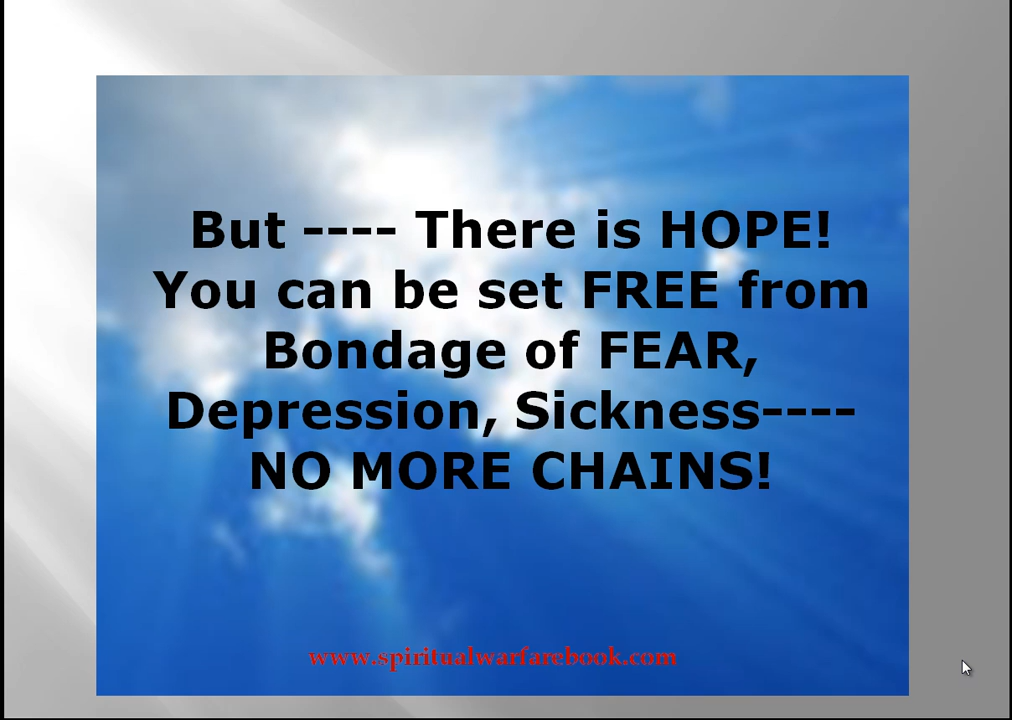 But ---- There is HOPE!
You can be set FREE from
Bondage of FEAR,
Depression, Sickness----
NO MORE CHAINS!
www.spiritualwarfarebook.com